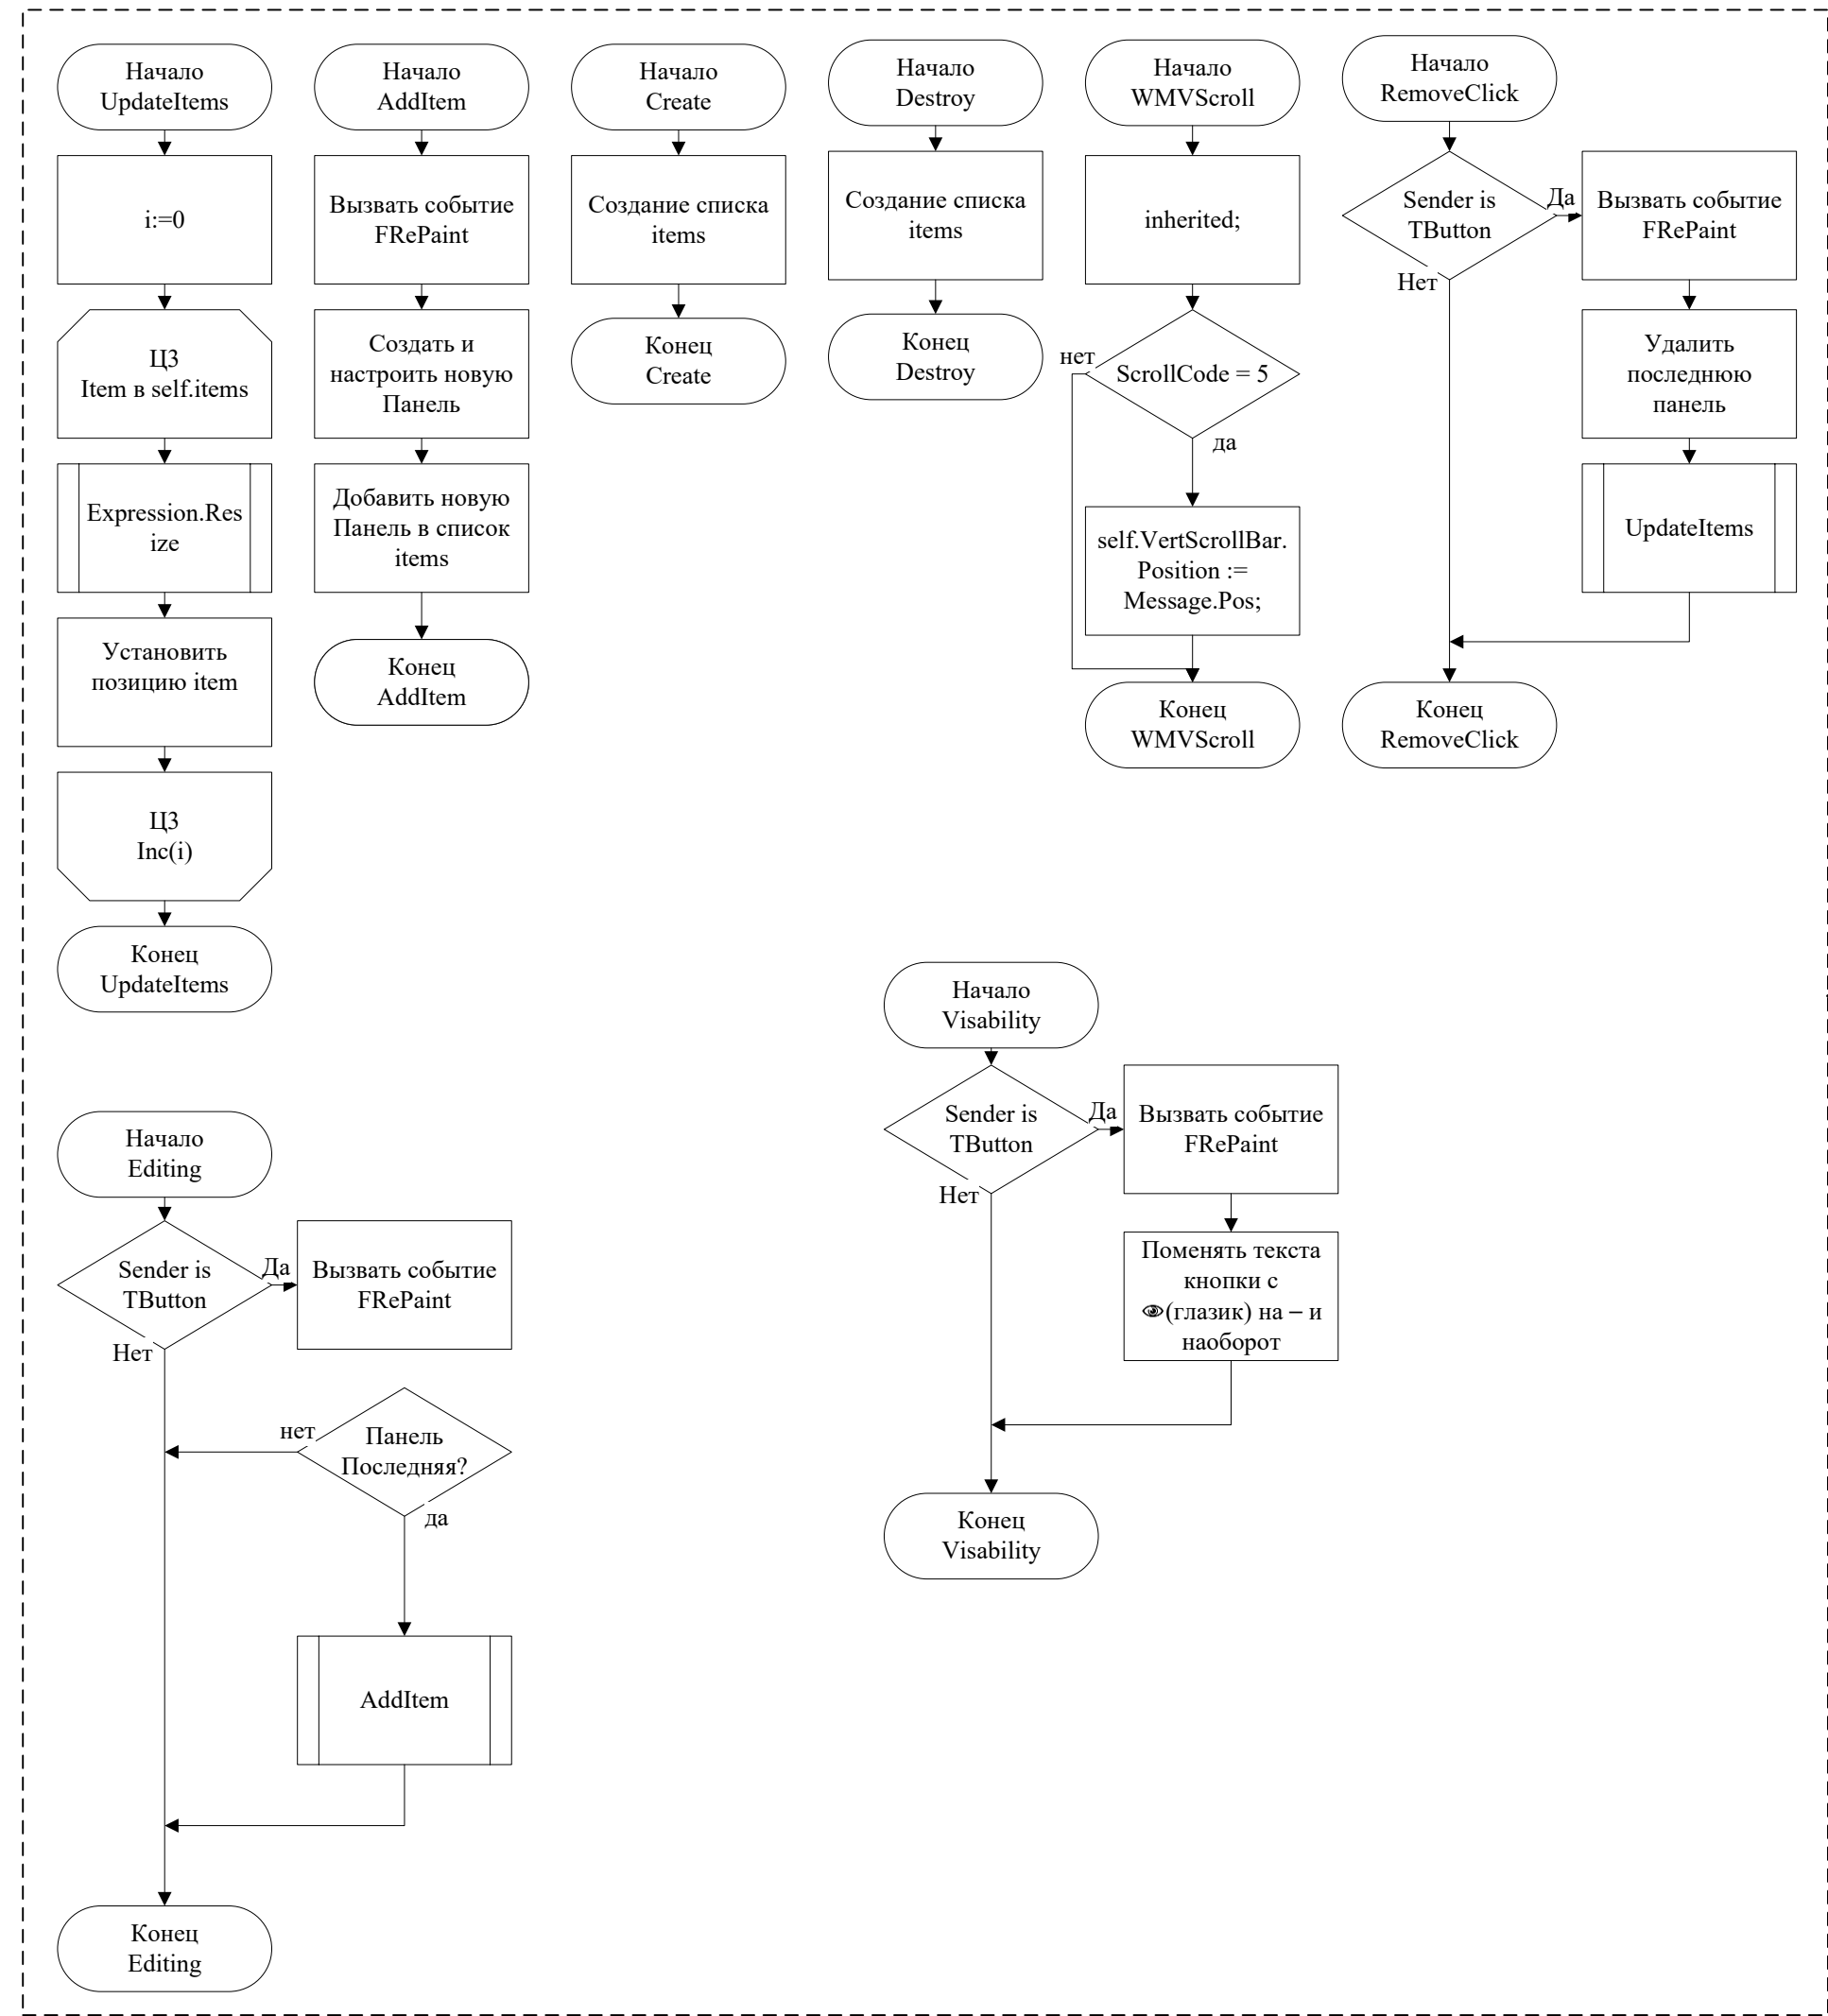 Начало
UpdateItems
i:=0
Ц3
Item в self.items
Expression.Res
ize
Установить
позицию item
Ц3
Inc(i)
Конец
UpdateItems
Начало
AddItem
Вызвать событие
FRePaint
Создать и
настроить новую
Панель
Добавить новую
Панель в список
items
Конец
AddItem
Начало
Create
Создание списка
items
Конец
Create
Начало
Destroy
Создание списка
items
Конец
Destroy
Начало
WMVScroll
inherited;
нет
ScrollCode = 5
да
self.VertScrollBar.
Position :=
Message.Pos;
Конец
WMVScroll
Начало
RemoveClick
Sender is
TButton
Да
Нет
Вызвать событие
FRePaint
Удалить
последнюю
панель
UpdateItems
Конец
RemoveClick
Начало
Editing
Sender is
TButton
Да
Нет
Вызвать событие
FRePaint
нет
Панель
Последняя?
да
AddItem
Конец
Editing
Начало
Visability
Sender is
TButton
Да
Нет
Вызвать событие
FRePaint
Поменять текста
кнопки с
👁(глазик) на – и
наоборот
Конец
Visability